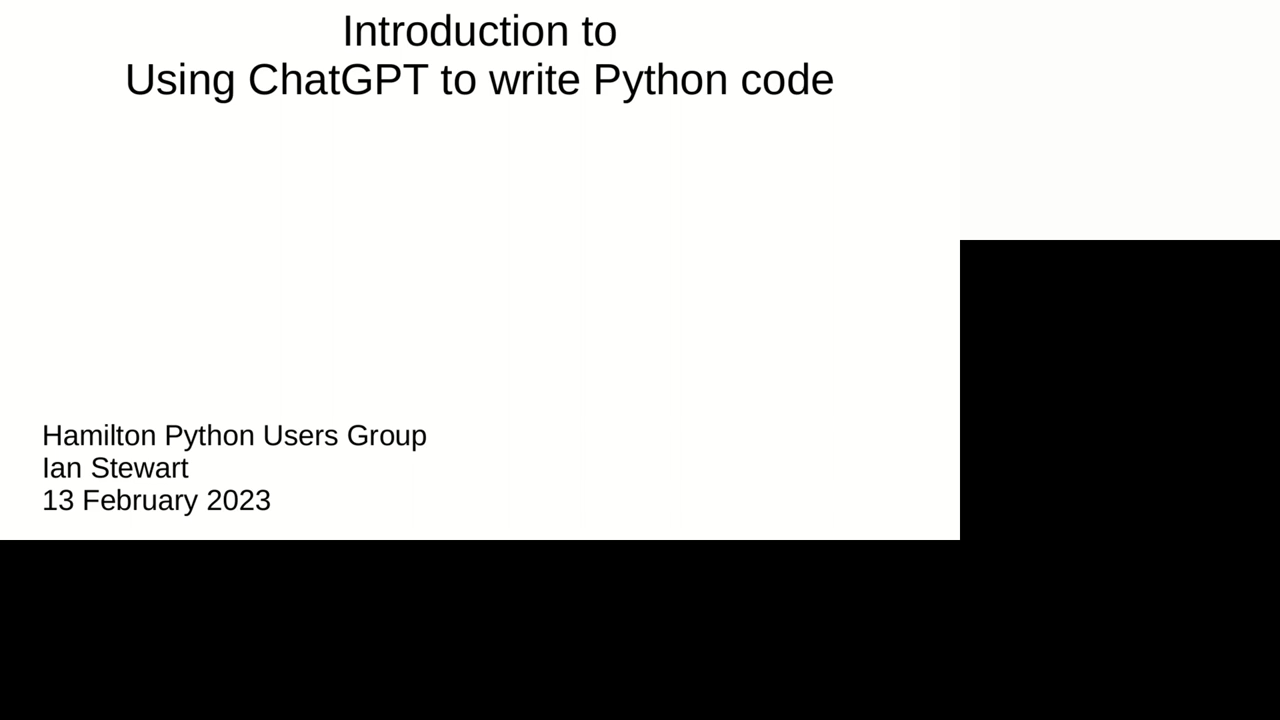 Introduction to
Using ChatGPT to write Python code
Hamilton Python Users Group
Ian Stewart
13 February 2023